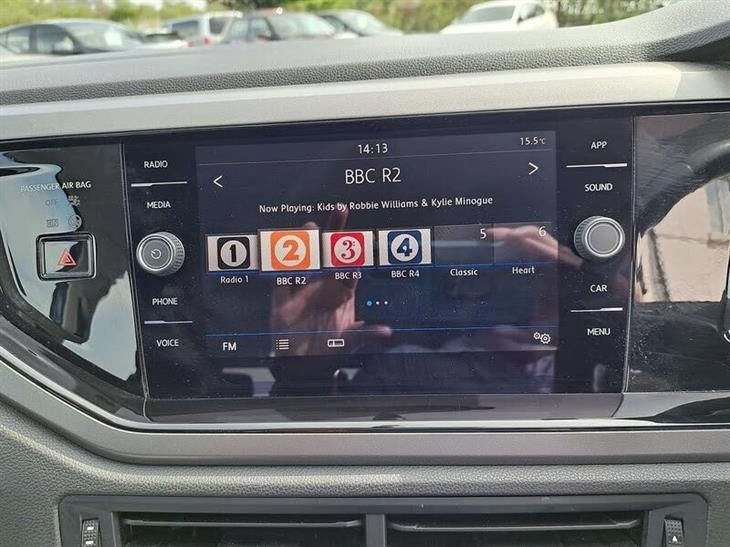 14:13
15.5°C
BBC R2
Now Playing: Kids by Robbie Williams & Kylie Minogue
1 2 3 4 5 6
Radio 1 BBC R2 BBC R3 BBC R4 Classic Heart
FM
RADIO
MEDIA
PHONE
VOICE
APP
SOUND
CAR
MENU
PASSENGER AIR BAG
OFF
ON